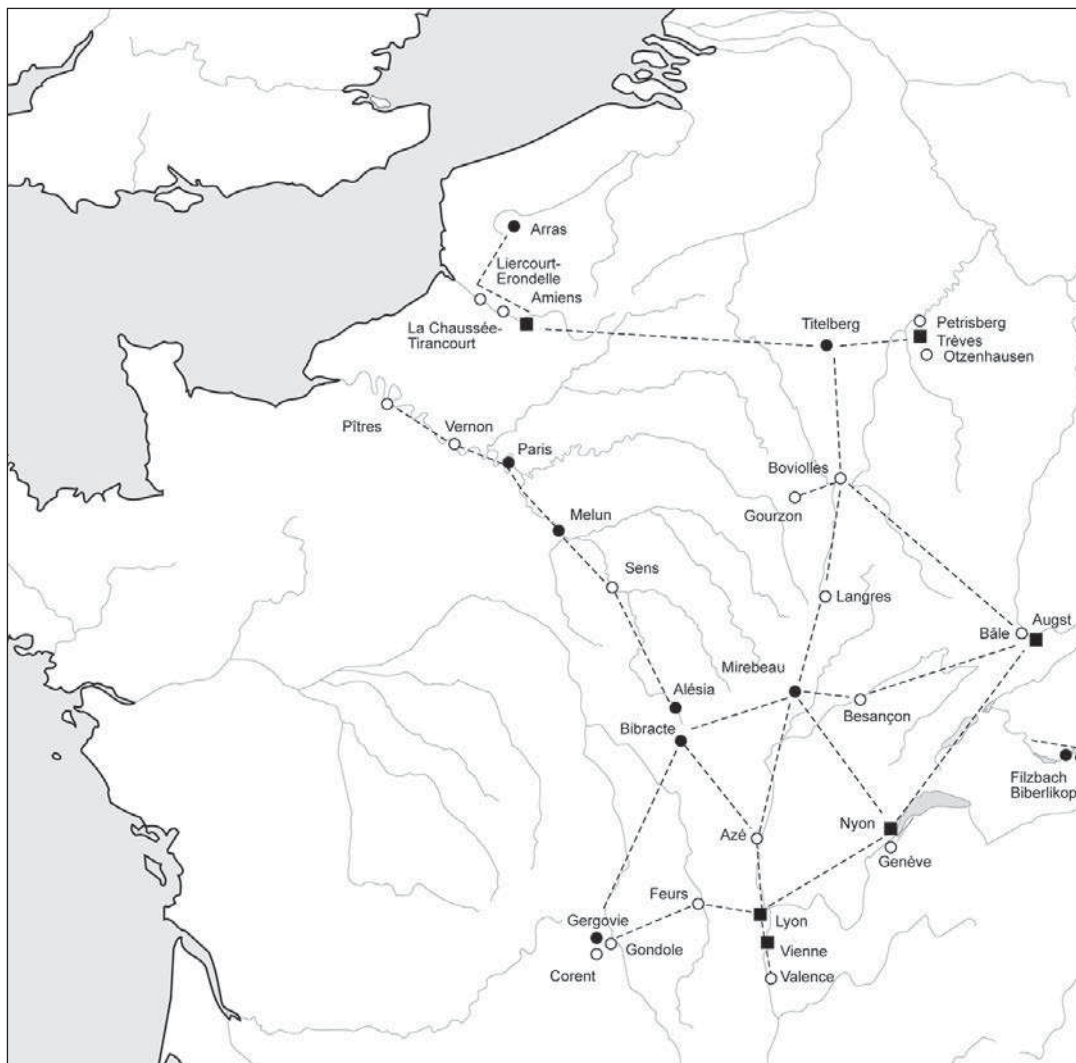 Arras
Liercourt-
Erondelle
Amiens
La Chaussée-
Tirancourt
Titelberg
Petrisberg
Trèves
Otzenhausen
Pîtres
Vernon
Paris
Boviolles
Gourzon
Melun
Sens
Langres
Bâle
Augst
Mirebeau
Alésia
Besançon
Bibracte
Filzbach
Biberlikop
Nyon
Azé
Genève
Feurs
Lyon
Gergovie
Gondole
Vienne
Corent
Valence